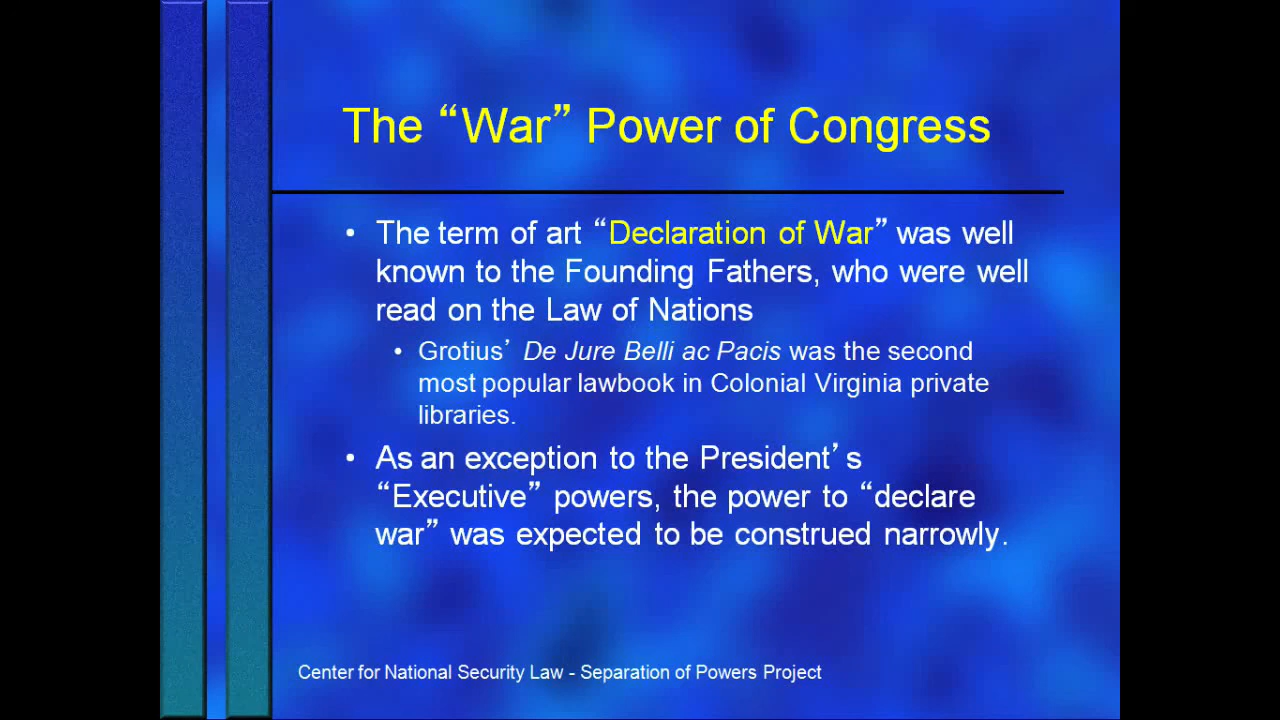 The “War” Power of Congress
• The term of art “Declaration of War” was well
known to the Founding Fathers, who were well
read on the Law of Nations
• Grotius’ De Jure Belli ac Pacis was the second
most popular lawbook in Colonial Virginia private
libraries.
• As an exception to the President’s
“Executive” powers, the power to “declare
war” was expected to be construed narrowly.
Center for National Security Law - Separation of Powers Project